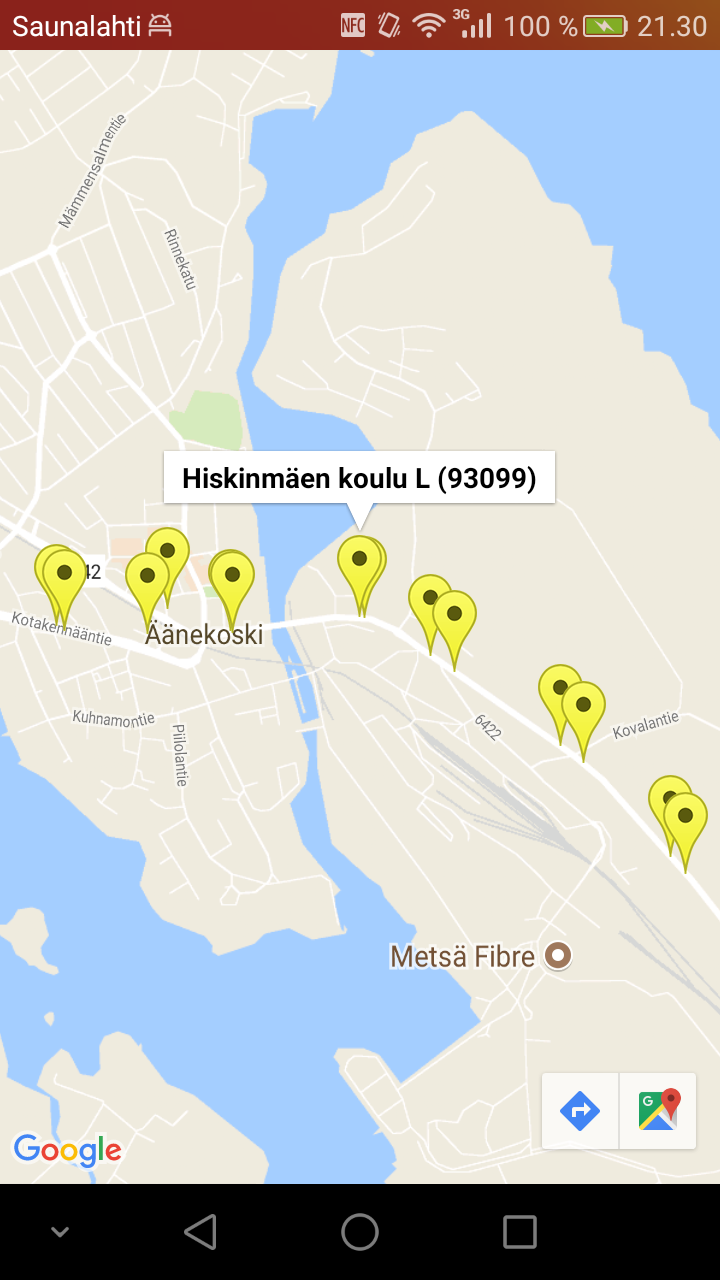 Saunalahti NFC 3G 100 % 21.30
Mämmensalmentie
Rinnekatu
Hiskinmäen koulu L (93099)
42
Kotakennääntie
Äänekoski
Kuhnamontie
Piilolantie
6422
Kovalantie
Metsä Fibre
G
Google